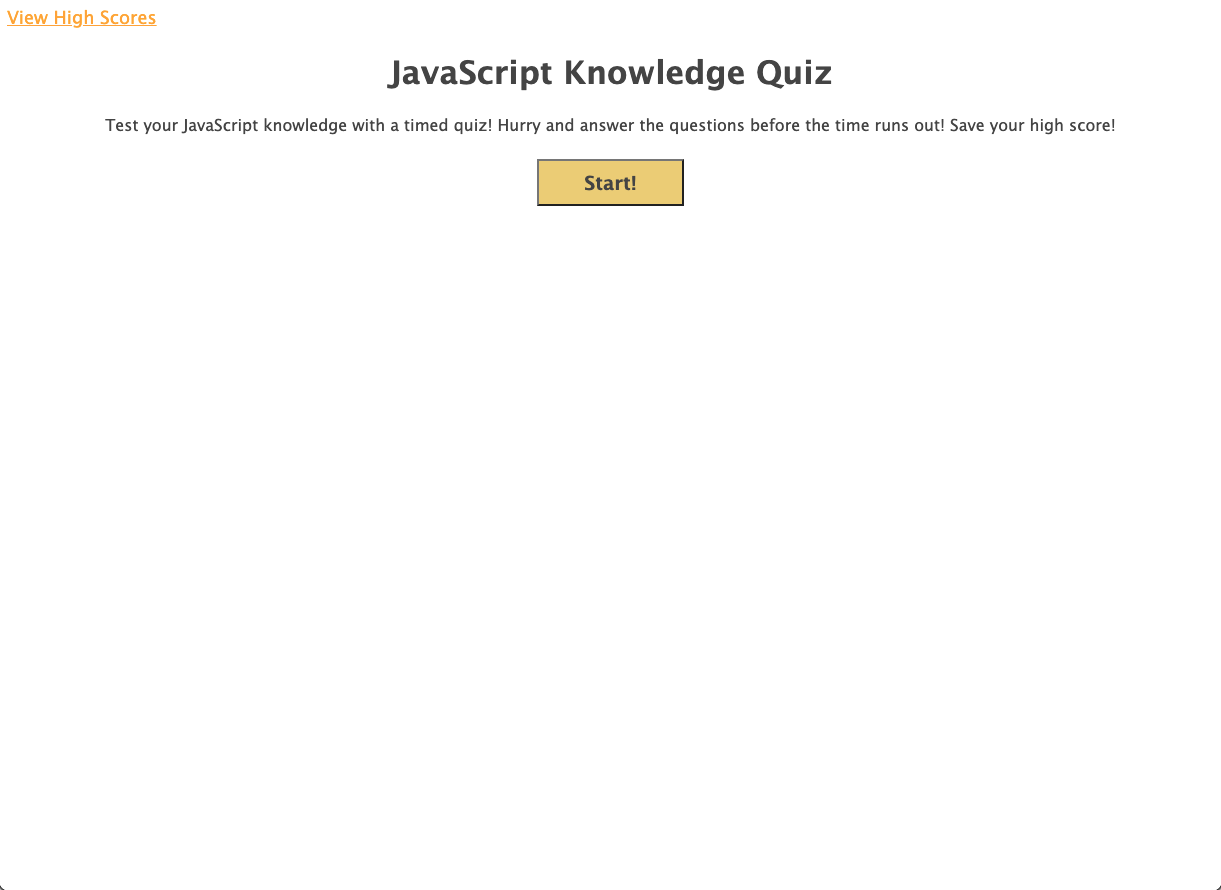 View High Scores
JavaScript Knowledge Quiz
Test your JavaScript knowledge with a timed quiz! Hurry and answer the questions before the time runs out! Save your high score!
Start!